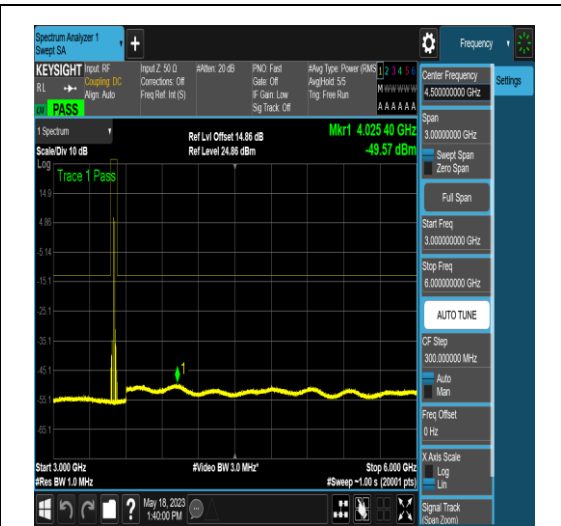 Spectrum Analyzer 1
Swept SA
Frequency
KEYSIGHT
RL
PASS
Input: RF
Coupling: DC
Align: Auto
Input Z: 50 Ω
Corrections: Off
Freq Ref: Int (S)
#Atten: 20 dB
PNO: Fast
Gate: Off
IF Gain: Low
Sig Track: Off
#Avg Type: Power (RMS
Avg|Hold: 5/5
Trig: Free Run
1 2 3 4 5 6
M W W W W W
A A A A A A
1 Spectrum
Scale/Div 10 dB
Ref Lvl Offset 14.86 dB
Ref Level 24.86 dBm
Mkr1 4.025 40 GHz
-49.57 dBm
Log
Trace 1 Pass
14.9
4.86
-5.14
-15.1
-25.1
-35.1
-45.1
-55.1
-65.1
1
Start 3.000 GHz
#Res BW 1.0 MHz
#Video BW 3.0 MHz*
Stop 6.000 GHz
#Sweep ~1.00 s (20001 pts)
May 18, 2023
1:40:00 PM
Center Frequency
4.500000000 GHz
Settings
Span
3.00000000 GHz
Swept Span
Zero Span
Full Span
Start Freq
3.000000000 GHz
Stop Freq
6.000000000 GHz
AUTO TUNE
CF Step
300.000000 MHz
Auto
Man
Freq Offset
0 Hz
X Axis Scale
Log
Lin
Signal Track
(Span Zoom)